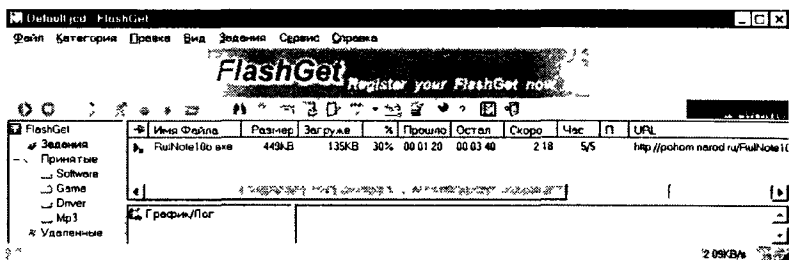 Default.jcd - FlashGet
Файл Категория Правка Вид Задания Сервис Справка
FlashGet
Register your FlashGet now
FlashGet
Имя Файла Размер Загруже % Прошло Остал Скоро Час П URL
Задания
RuiNote10b exe 449KB 135KB 30% 00 01 20 00 03 40 2 18 5/5 http://pohom narod ru/RuiNote10
Принятые
Software
Game
Driver
Mp3
График/Лог
Удаленные
2 09KB/s